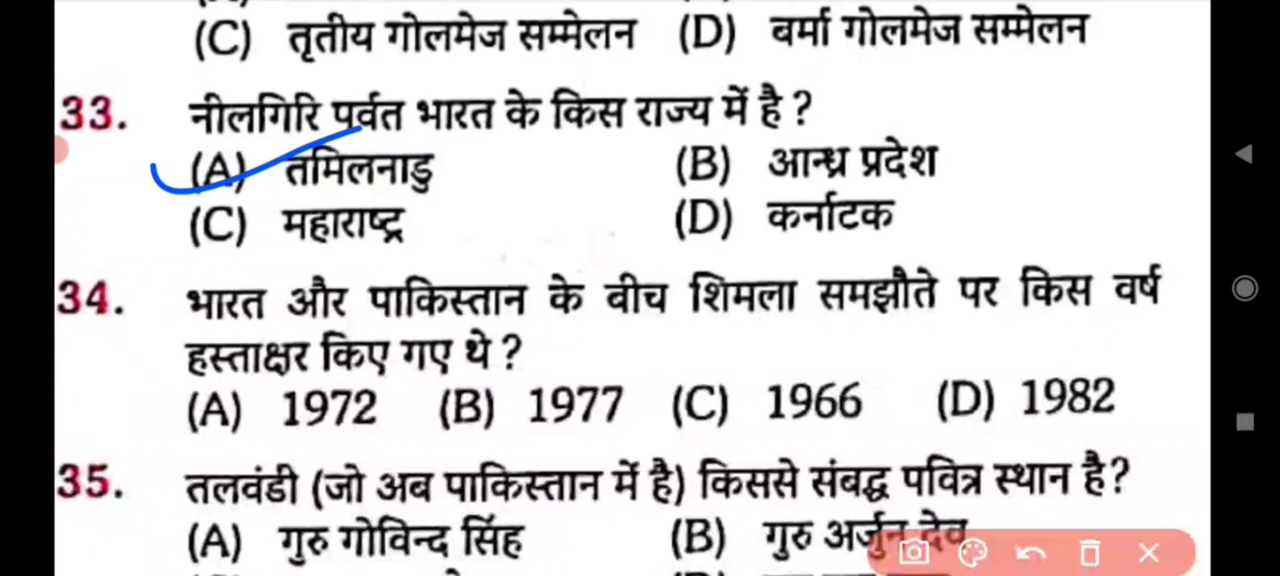 (C) तृतीय गोलमेज सम्मेलन (D) बर्मा गोलमेज सम्मेलन
33. नीलगिरि पर्वत भारत के किस राज्य में है ?
(A) तमिलनाडु (B) आन्ध्र प्रदेश
(C) महाराष्ट्र (D) कर्नाटक
34. भारत और पाकिस्तान के बीच शिमला समझौते पर किस वर्ष
हस्ताक्षर किए गए थे ?
(A) 1972 (B) 1977 (C) 1966 (D) 1982
35. तलवंडी (जो अब पाकिस्तान में है) किससे संबद्ध पवित्र स्थान है?
(A) गुरु गोविन्द सिंह (B) गुरु अर्जुन देव